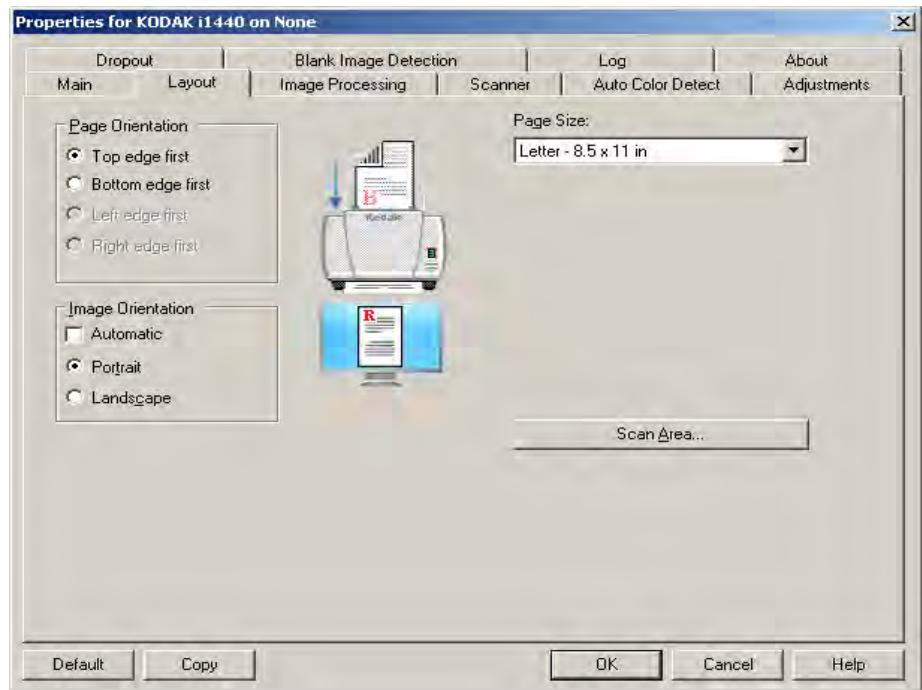 Properties for KODAK i1440 on None
Dropout Blank Image Detection Log About
Main Layout Image Processing Scanner Auto Color Detect Adjustments
Page Orientation
Top edge first
Bottom edge first
Left edge first
Right edge first
Kodak
Image Orientation
Automatic
Portrait
Landscape
R
Page Size:
Letter - 8.5 x 11 in
Scan Area...
Default Copy OK Cancel Help